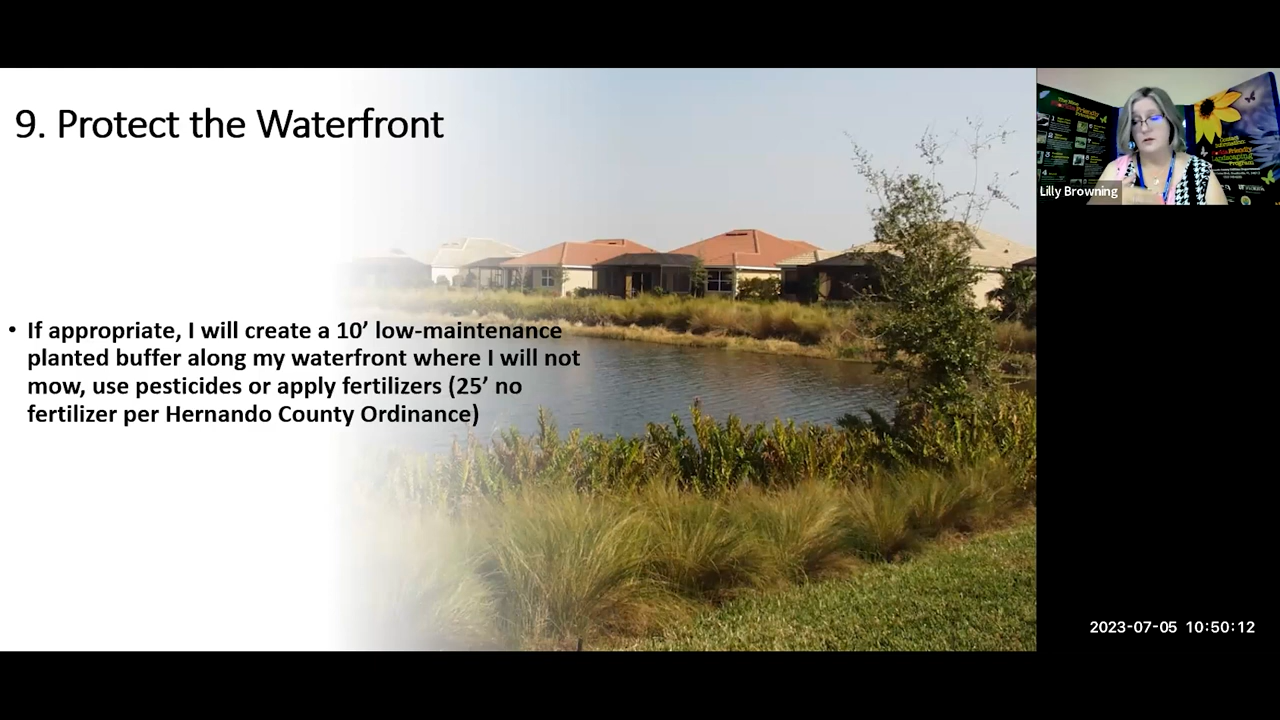 9. Protect the Waterfront
• If appropriate, I will create a 10’ low-maintenance
planted buffer along my waterfront where I will not
mow, use pesticides or apply fertilizers (25’ no
fertilizer per Hernando County Ordinance)
Lilly Browning
2023-07-05 10:50:12